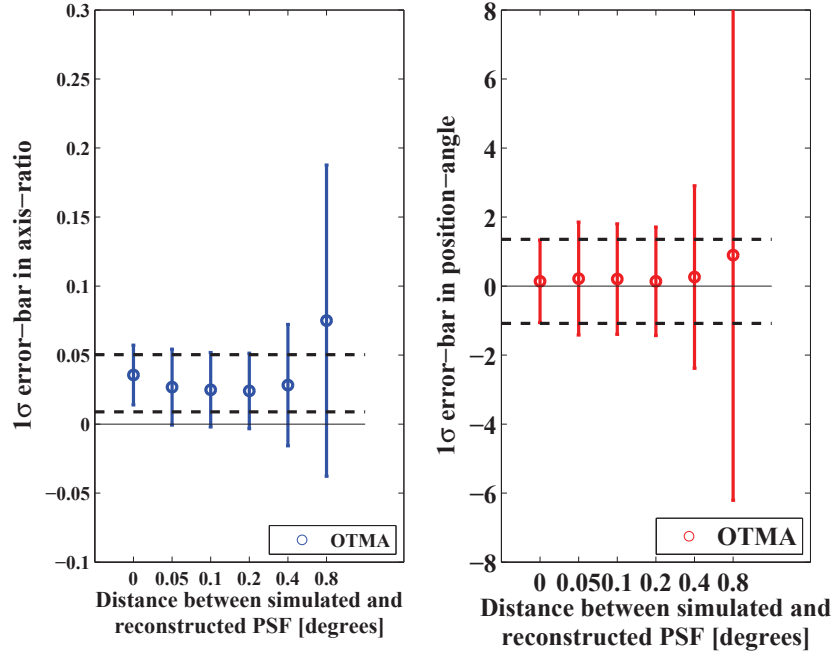 0.3
0.25
0.2
0.15
0.1
0.05
0
−0.05
−0.1
1σ error−bar in axis−ratio
OTMA
0 0.05 0.1 0.2 0.4 0.8
Distance between simulated and
reconstructed PSF [degrees]
8
6
4
2
0
−2
−4
−6
−8
1σ error−bar in position−angle
OTMA
0 0.05 0.1 0.2 0.4 0.8
Distance between simulated and
reconstructed PSF [degrees]